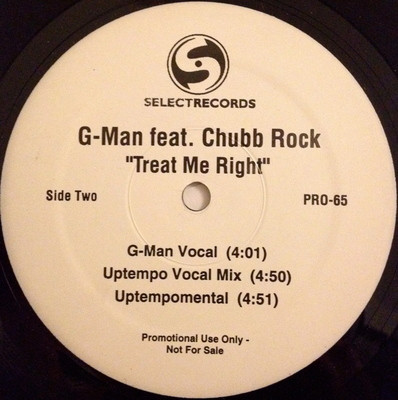 SELECTRECORDS
G-Man feat. Chubb Rock
"Treat Me Right"
Side Two PRO-65
G-Man Vocal (4:01)
Uptempo Vocal Mix (4:50)
Uptempomental (4:51)
Promotional Use Only -
Not For Sale